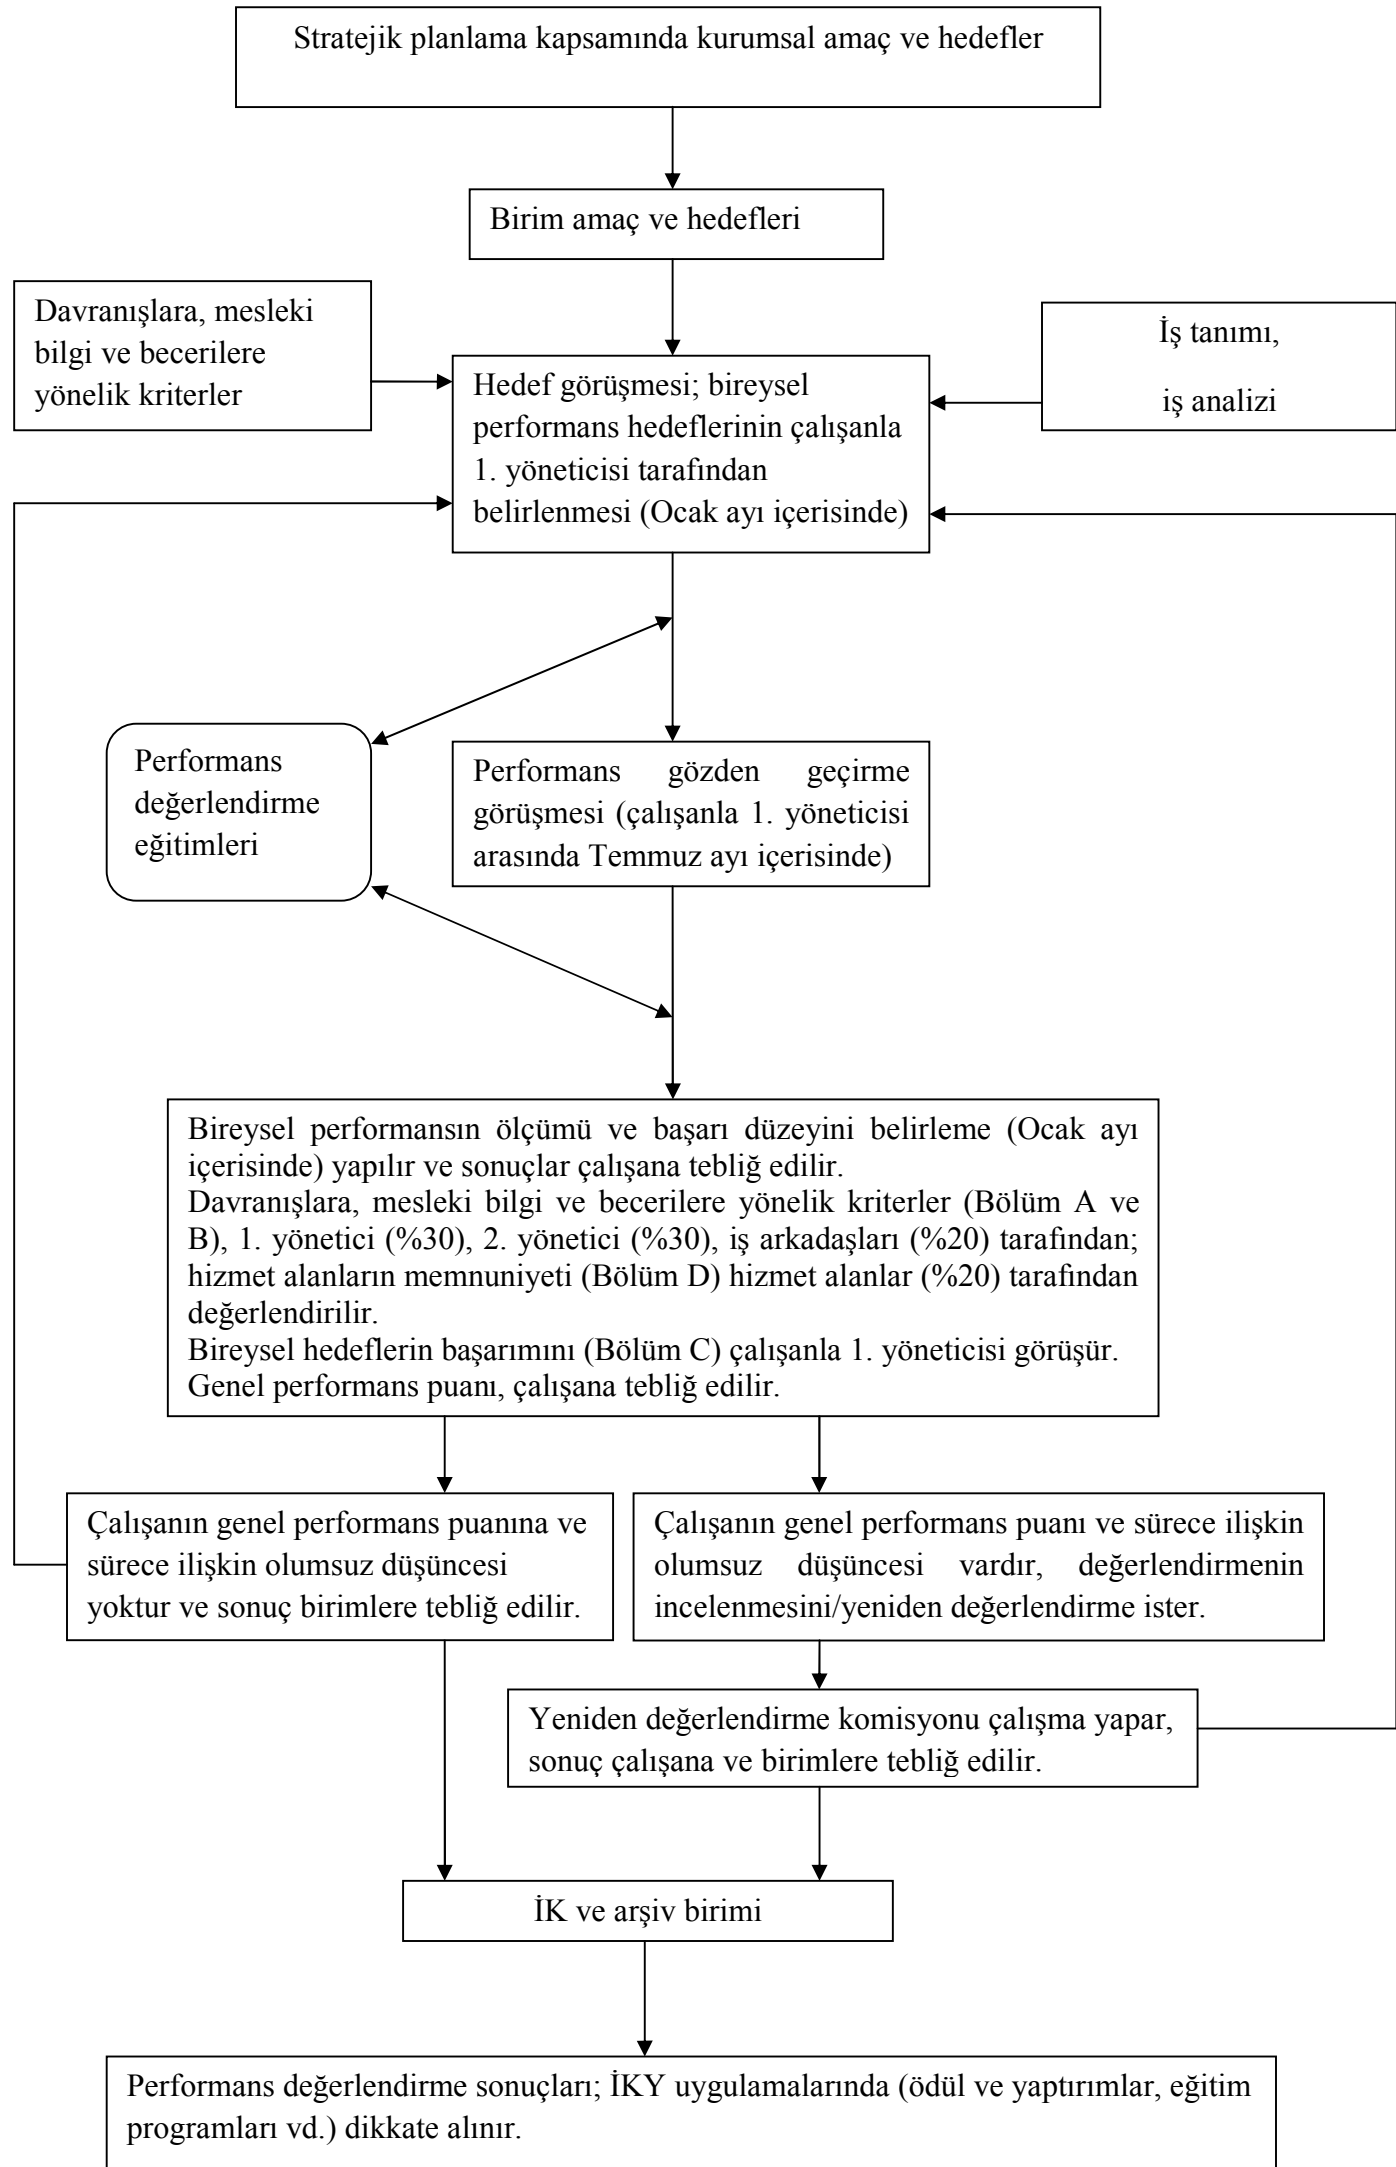 Stratejik planlama kapsamında kurumsal amaç ve hedefler
Birim amaç ve hedefleri
Davranışlara, mesleki
bilgi ve becerilere
yönelik kriterler
İş tanımı,
iş analizi
Hedef görüşmesi; bireysel
performans hedeflerinin çalışanla
1. yöneticisi tarafından
belirlenmesi (Ocak ayı içerisinde)
Performans
değerlendirme
eğitimleri
Performans gözden geçirme
görüşmesi (çalışanla 1. yöneticisi
arasında Temmuz ayı içerisinde)
Bireysel performansın ölçümü ve başarı düzeyini belirleme (Ocak ayı
içerisinde) yapılır ve sonuçlar çalışana tebliğ edilir.
Davranışlara, mesleki bilgi ve becerilere yönelik kriterler (Bölüm A ve
B), 1. yönetici (%30), 2. yönetici (%30), iş arkadaşları (%20) tarafından;
hizmet alanların memnuniyeti (Bölüm D) hizmet alanlar (%20) tarafından
değerlendirilir.
Bireysel hedeflerin başarımını (Bölüm C) çalışanla 1. yöneticisi görüşür.
Genel performans puanı, çalışana tebliğ edilir.
Çalışanın genel performans puanına ve
sürece ilişkin olumsuz düşüncesi
yoktur ve sonuç birimlere tebliğ edilir.
Çalışanın genel performans puanı ve sürece ilişkin
olumsuz düşüncesi vardır, değerlendirmenin
incelenmesini/yeniden değerlendirme ister.
Yeniden değerlendirme komisyonu çalışma yapar,
sonuç çalışana ve birimlere tebliğ edilir.
İK ve arşiv birimi
Performans değerlendirme sonuçları; İKY uygulamalarında (ödül ve yaptırımlar, eğitim
programları vd.) dikkate alınır.